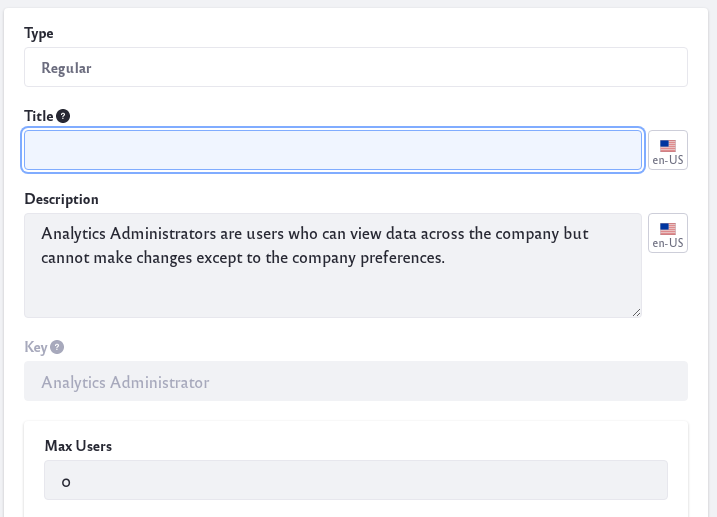 Type
Regular
Title ?
en-US
Description
Analytics Administrators are users who can view data across the company but
cannot make changes except to the company preferences.
en-US
Key ?
Analytics Administrator
Max Users
0